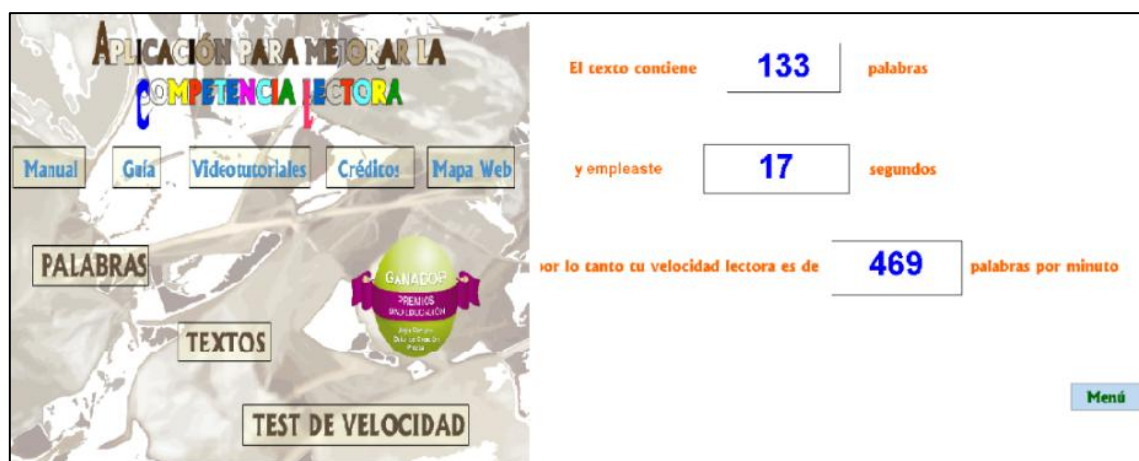 APLICACIÓN PARA MEJORAR LA
COMPETENCIA LECTORA
Manual
Guía
Videotutoriales
Créditos
Mapa Web
PALABRAS
GANADOR
PREMIOS
TEXTOS
TEST DE VELOCIDAD
El texto contiene 133 palabras
y empleaste 17 segundos
por lo tanto tu velocidad lectora es de 469 palabras por minuto
Menú